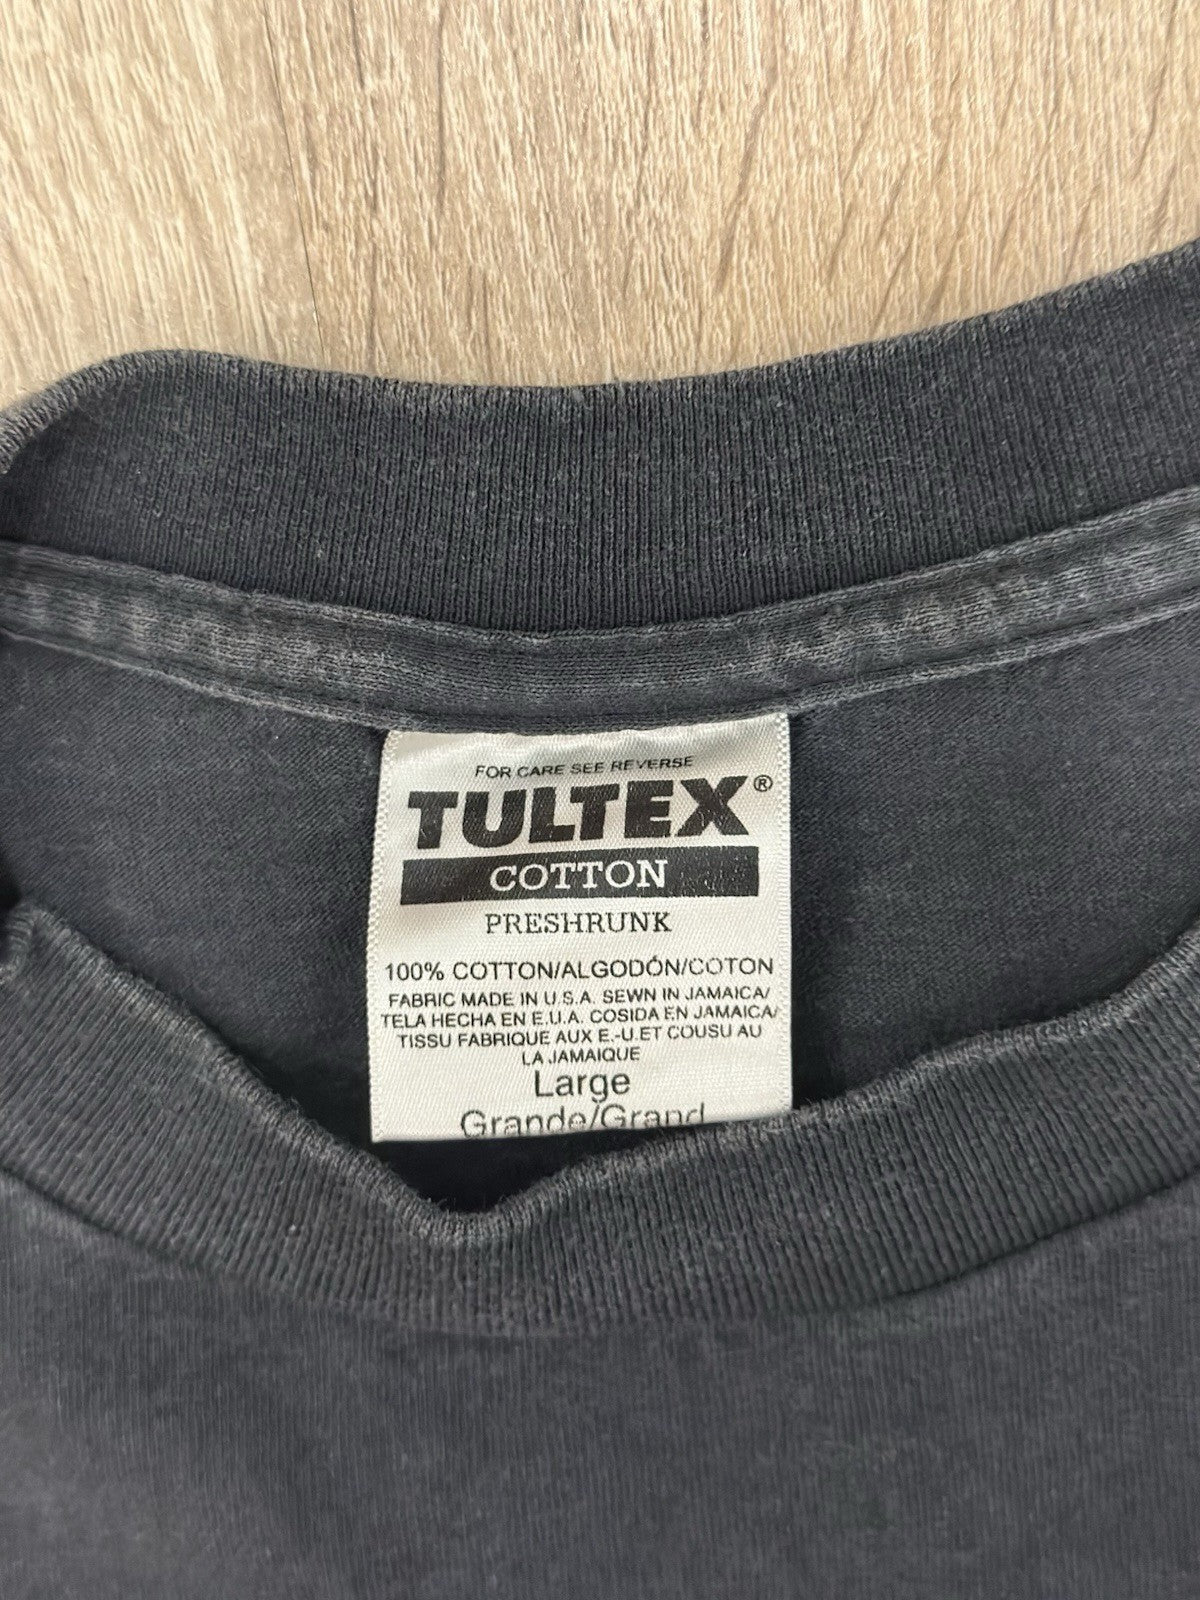 FOR CARE SEE REVERSE
TULTEX®
COTTON
PRESHRUNK
100% COTTON/ALGODÓN/COTON
FABRIC MADE IN U.S.A. SEWN IN JAMAICA/
TELA HECHA EN E.U.A. COSIDA EN JAMAICA/
TISSU FABRIQUE AUX E.-U.ET COUSU AU
LA JAMAIQUE
Large
Grande/Grand